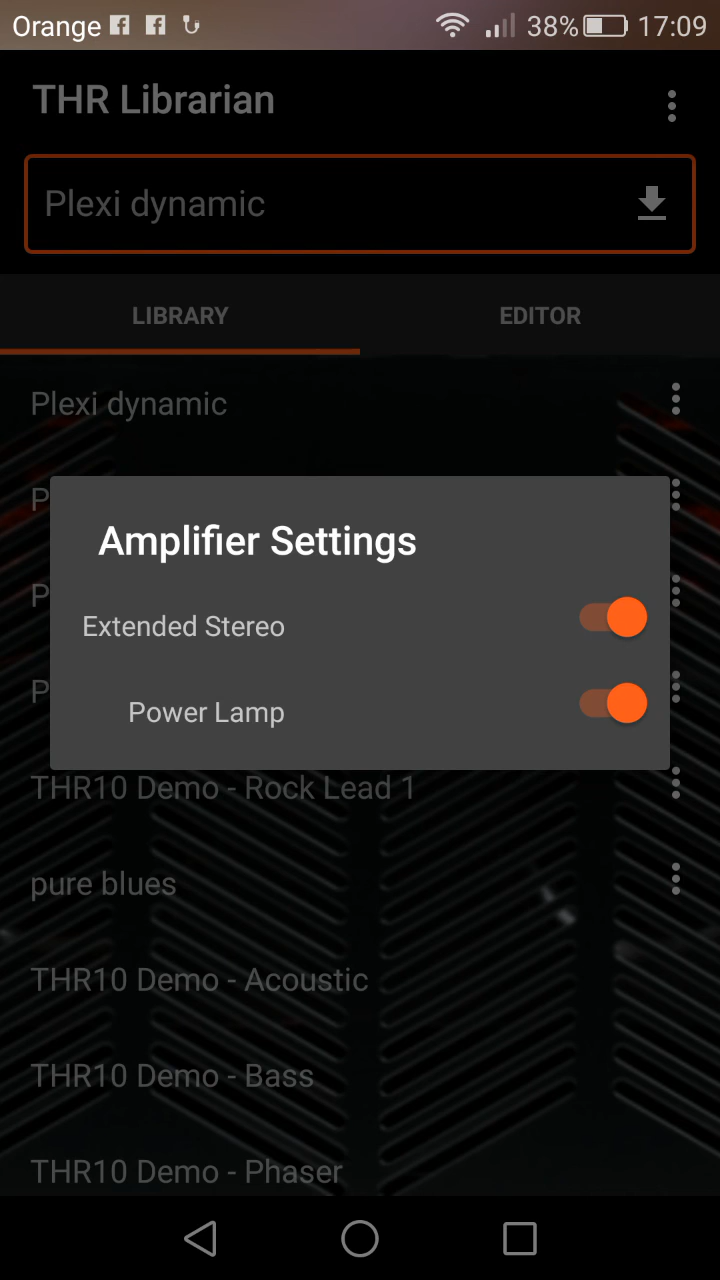 Orange 38% 17:09
THR Librarian
Plexi dynamic
LIBRARY EDITOR
Plexi dynamic
P
Amplifier Settings
P
Extended Stereo
P
Power Lamp
THR10 Demo - Rock Lead 1
pure blues
THR10 Demo - Acoustic
THR10 Demo - Bass
THR10 Demo - Phaser